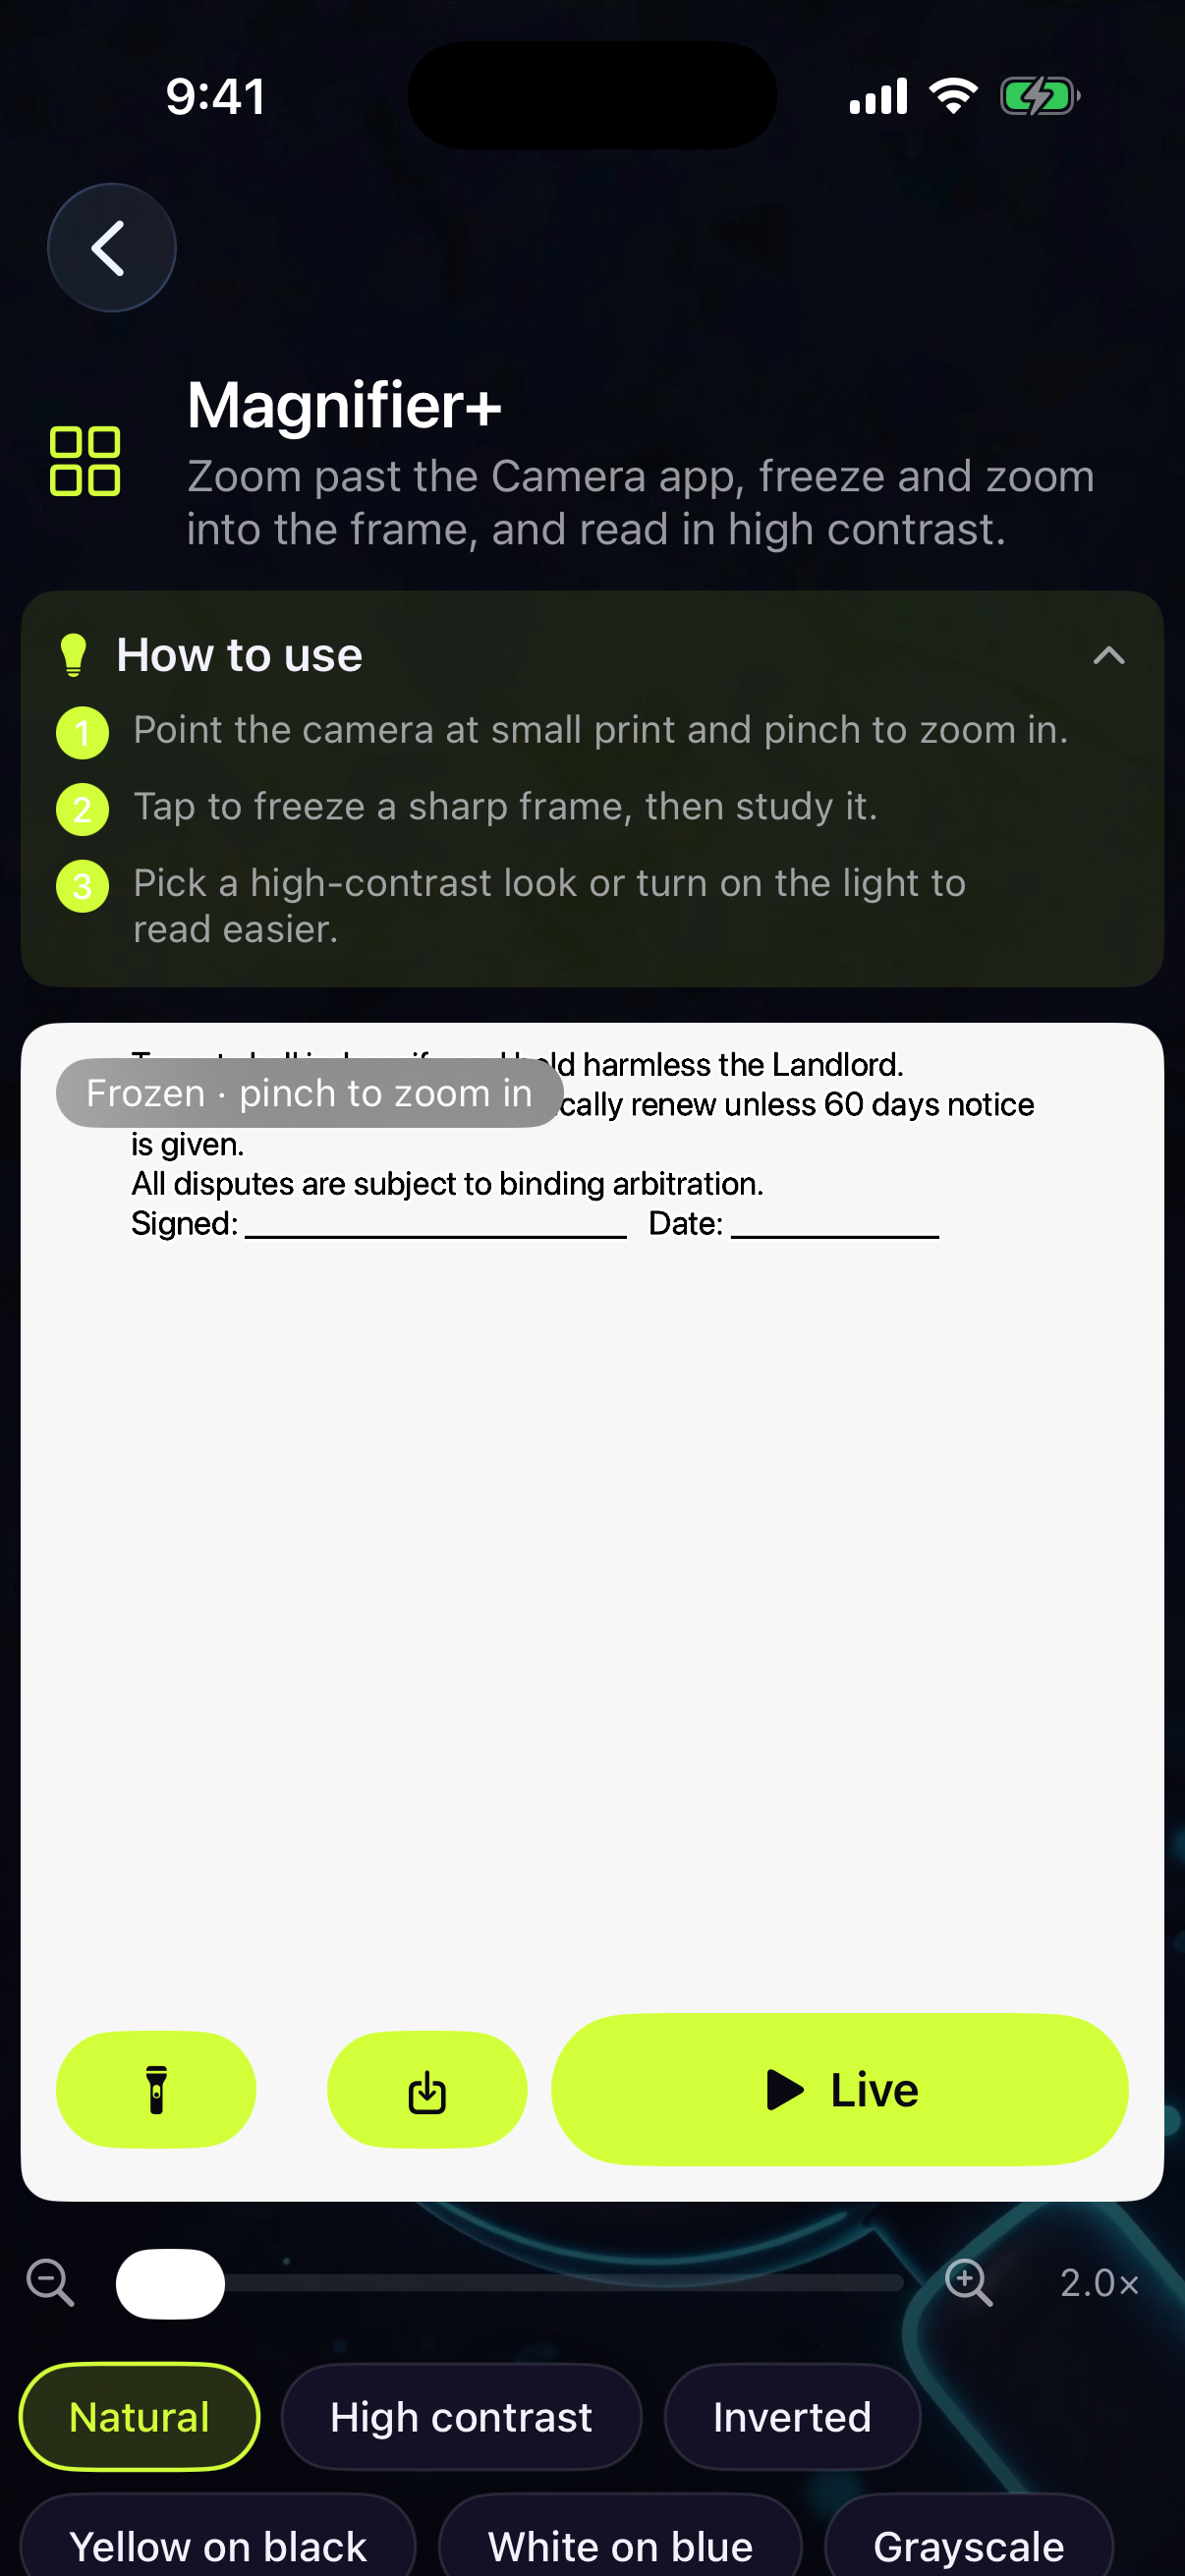 9:41
Magnifier+
Zoom past the Camera app, freeze and zoom
into the frame, and read in high contrast.
How to use
1 Point the camera at small print and pinch to zoom in.
2 Tap to freeze a sharp frame, then study it.
3 Pick a high-contrast look or turn on the light to
read easier.
harmless the Landlord.
Frozen · pinch to zoom in
renew unless 60 days notice
is given.
All disputes are subject to binding arbitration.
Signed: Date:
Live
2.0×
Natural High contrast Inverted
Yellow on black White on blue Grayscale